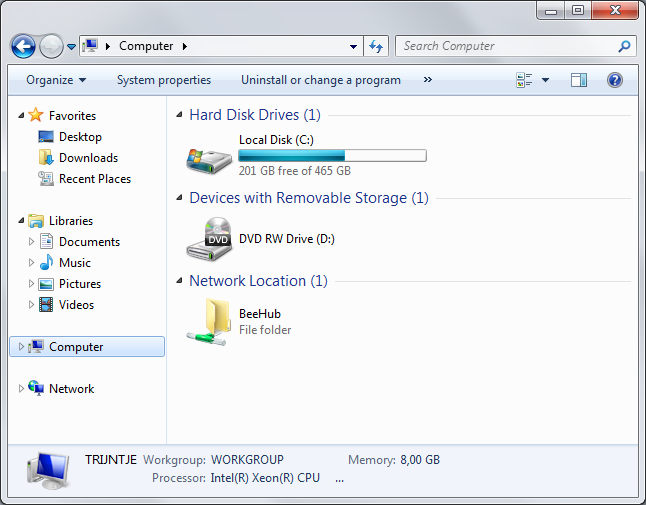 Computer
Search Computer
Organize System properties Uninstall or change a program »
Favorites
Desktop
Downloads
Recent Places
Libraries
Documents
Music
Pictures
Videos
Computer
Network
Hard Disk Drives (1)
Local Disk (C:)
201 GB free of 465 GB
Devices with Removable Storage (1)
DVD
DVD RW Drive (D:)
Network Location (1)
BeeHub
File folder
TRIJNTJE Workgroup: WORKGROUP Memory: 8,00 GB
Processor: Intel(R) Xeon(R) CPU ...